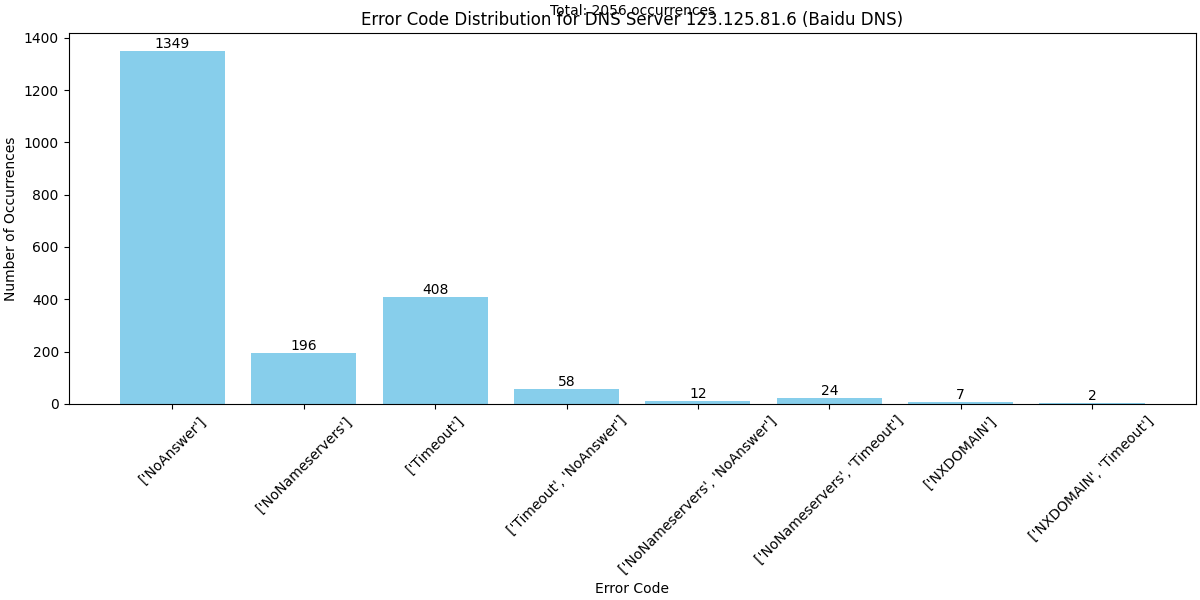 Total: 2056 occurrences
Error Code Distribution for DNS Server 123.125.81.6 (Baidu DNS)
Number of Occurrences
1400
1200
1000
800
600
400
200
0
1349
196
408
58
12
24
7
2
['NoAnswer']
['NoNameservers']
['Timeout']
['Timeout', 'NoAnswer']
['NoNameservers', 'NoAnswer']
['NoNameservers', 'Timeout']
['NXDOMAIN']
['NXDOMAIN', 'Timeout']
Error Code